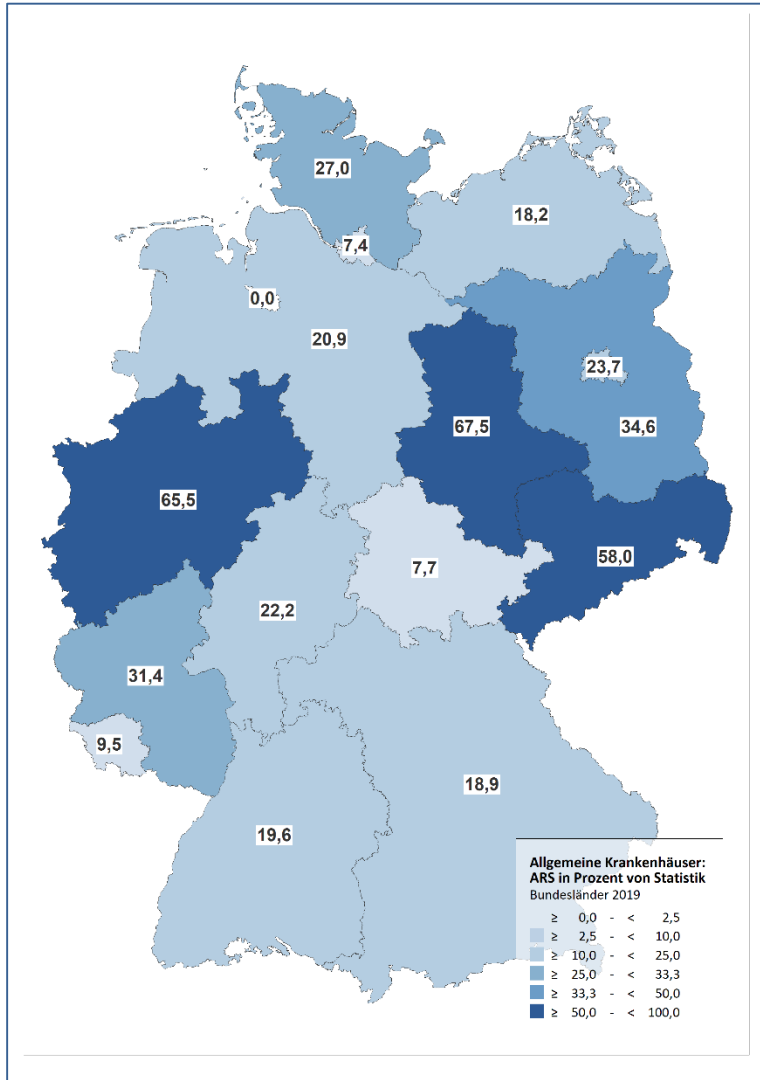 27,0
18,2
7,4
0,0
20,9
23,7
67,5
34,6
65,5
58,0
7,7
22,2
31,4
9,5
18,9
19,6
Allgemeine Krankenhäuser:
ARS in Prozent von Statistik
Bundesländer 2019
≥ 0,0 - < 2,5
≥ 2,5 - < 10,0
≥ 10,0 - < 25,0
≥ 25,0 - < 33,3
≥ 33,3 - < 50,0
≥ 50,0 - < 100,0